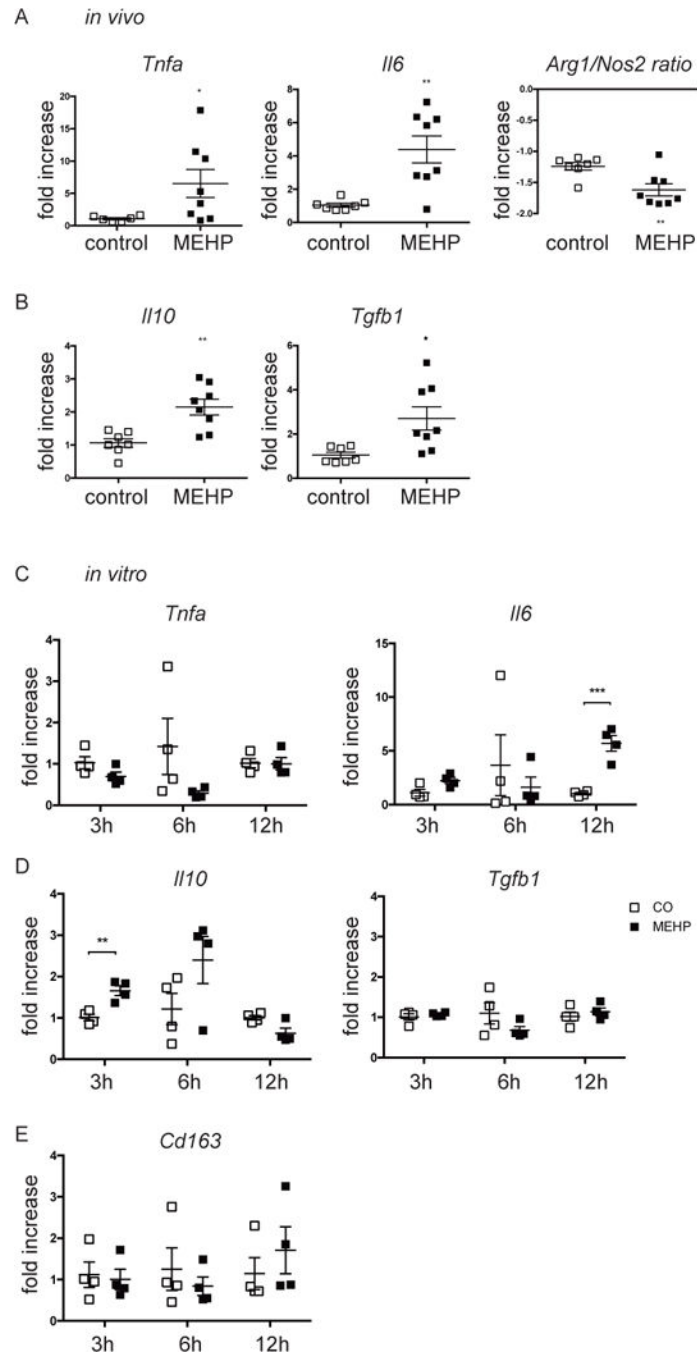 A in vivo
Tnfa
Il6
Arg1/Nos2 ratio
fold increase
20
15
10
5
0
*
control MEHP
fold increase
8
6
4
2
0
**
control MEHP
fold increase
0.0
-0.5
-1.0
-1.5
-2.0
**
control MEHP
B
Il10
Tgfb1
fold increase
4
3
2
1
0
**
control MEHP
fold increase
6
4
2
0
*
control MEHP
C in vitro
Tnfa
Il6
fold increase
4
3
2
1
0
3h 6h 12h
fold increase
15
10
5
0
***
3h 6h 12h
D
Il10
Tgfb1
fold increase
4
3
2
1
0
**
3h 6h 12h
fold increase
4
3
2
1
0
3h 6h 12h
CO
MEHP
E
Cd163
fold increase
4
3
2
1
0
3h 6h 12h